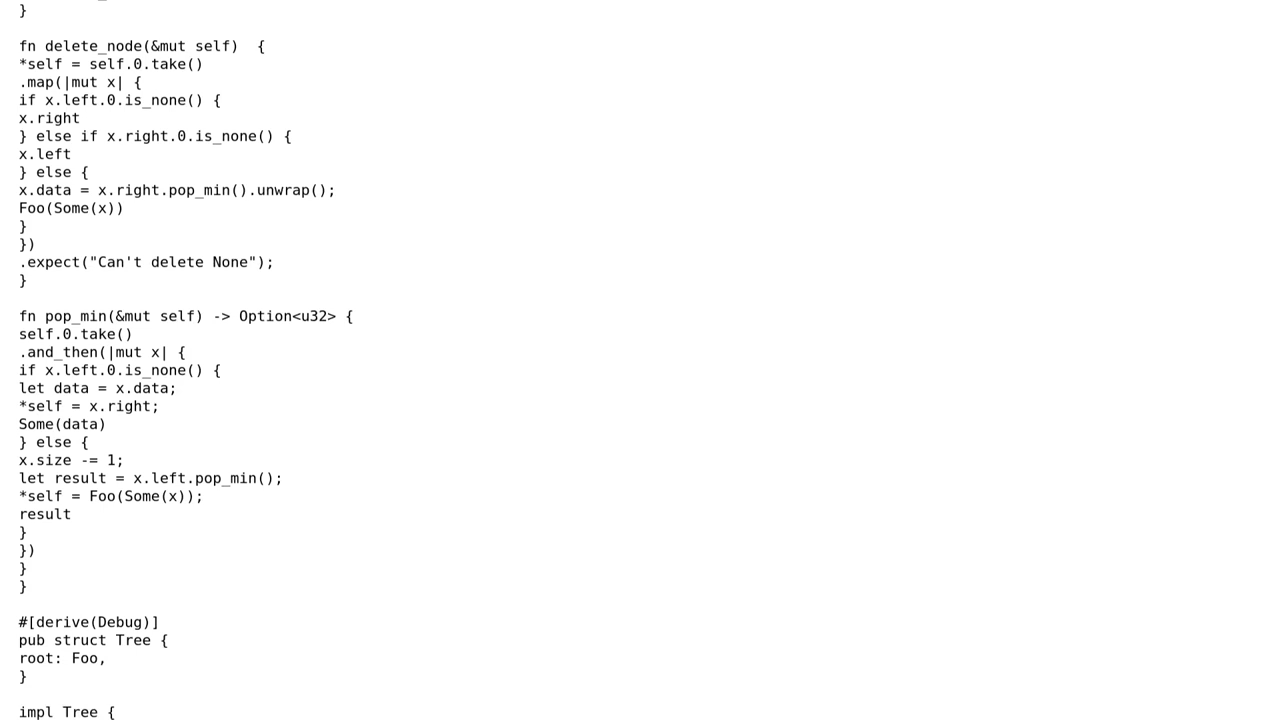 }

fn delete_node(&mut self)  {
*self = self.0.take()
.map(|mut x| {
if x.left.0.is_none() {
x.right
} else if x.right.0.is_none() {
x.left
} else {
x.data = x.right.pop_min().unwrap();
Foo(Some(x))
}
})
.expect("Can't delete None");
}

fn pop_min(&mut self) -> Option<u32> {
self.0.take()
.and_then(|mut x| {
if x.left.0.is_none() {
let data = x.data;
*self = x.right;
Some(data)
} else {
x.size -= 1;
let result = x.left.pop_min();
*self = Foo(Some(x));
result
}
})
}
}

#[derive(Debug)]
pub struct Tree {
root: Foo,
}

impl Tree {